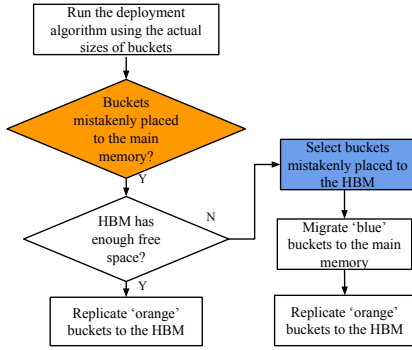 Run the deployment
algorithm using the actual
sizes of buckets
Buckets
mistakenly placed
to the main
memory?
Y
HBM has
enough free
space?
N
Y
Replicate ‘orange’
buckets to the HBM
Select buckets
mistakenly placed to
the HBM
Migrate ‘blue’
buckets to the main
memory
Replicate ‘orange’
buckets to the HBM